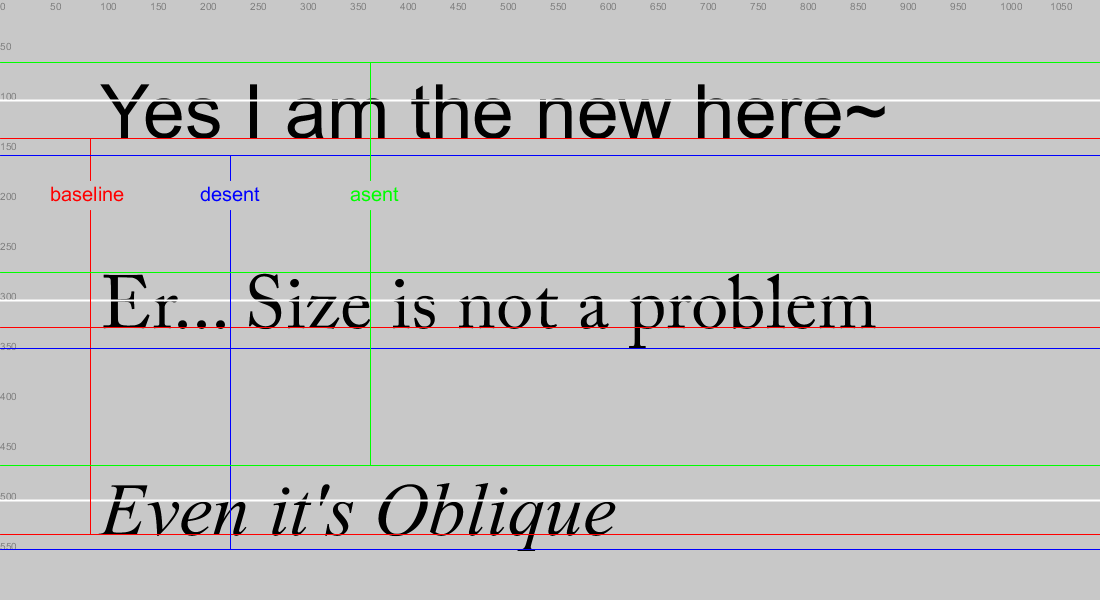 0 50 100 150 200 250 300 350 400 450 500 550 600 650 700 750 800 850 900 950 1000 1050
50
100
Yes I am the new here~
150
baseline desent asent
200
250
300
Er... Size is not a problem
350
400
450
500
Even it's Oblique
550